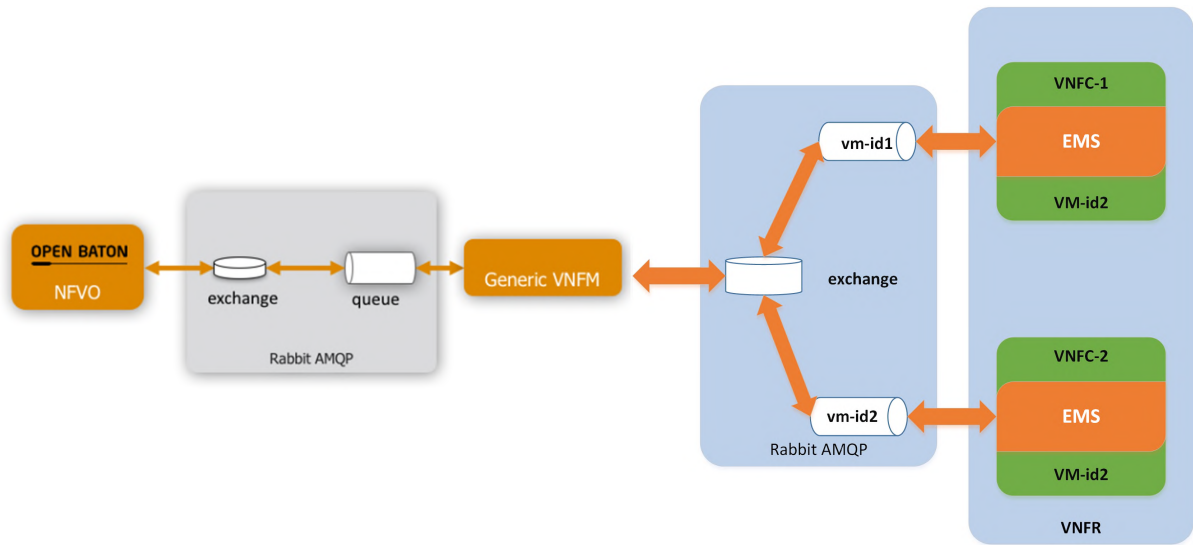 OPEN BATON
NFVO
exchange
queue
Rabbit AMQP
Generic VNFM
vm-id1
exchange
vm-id2
Rabbit AMQP
VNFC-1
EMS
VM-id2
VNFC-2
EMS
VM-id2
VNFR